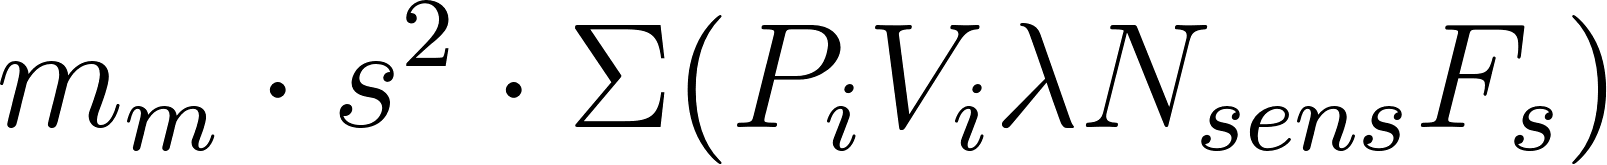 m_m · s^2 · Σ(P_i V_i λ N_{sens} F_s)